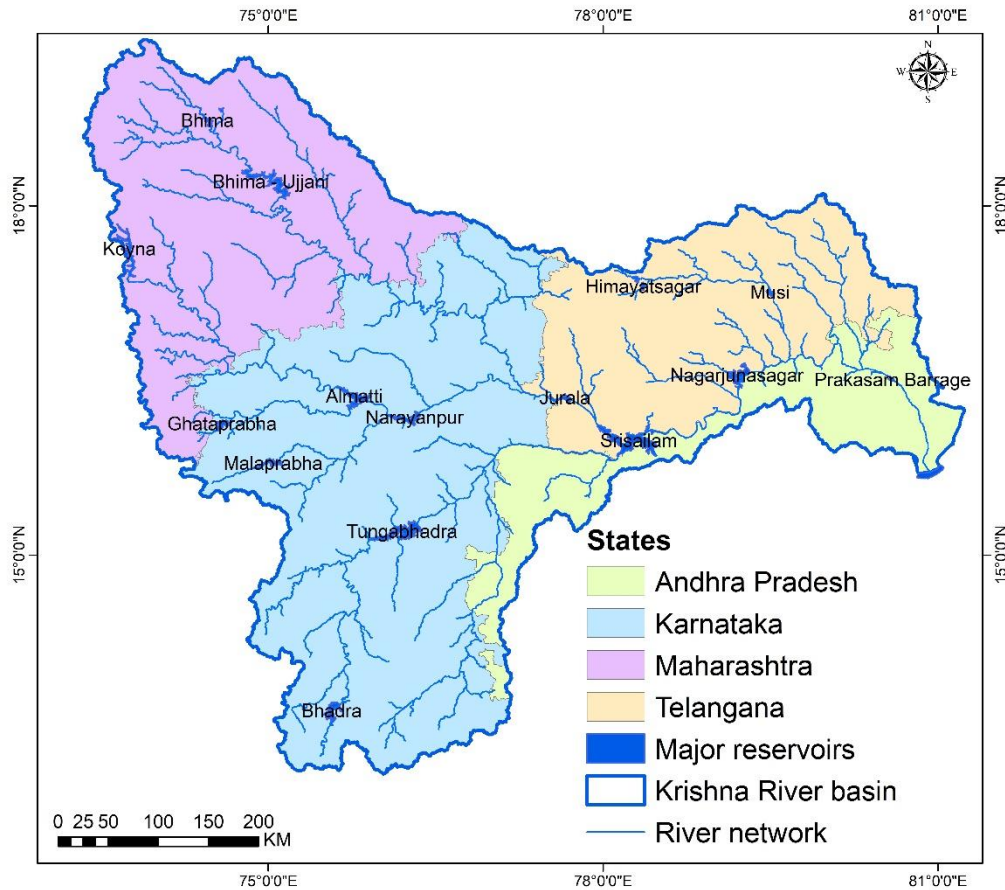 75°0'0"E
78°0'0"E
81°0'0"E
N
W
E
S
Bhima
Bhima - Ujjani
18°0'0"N
18°0'0"N
Koyna
Himayatsagar
Musi
Nagarjunasagar
Prakasam Barrage
Almatti
Jurala
Narayanpur
Ghataprabha
Srisailam
Malaprabha
Tungabhadra
15°0'0"N
15°0'0"N
Bhadra
States
Andhra Pradesh
Karnataka
Maharashtra
Telangana
Major reservoirs
Krishna River basin
River network
0 25 50 100 150 200
KM
75°0'0"E
78°0'0"E
81°0'0"E